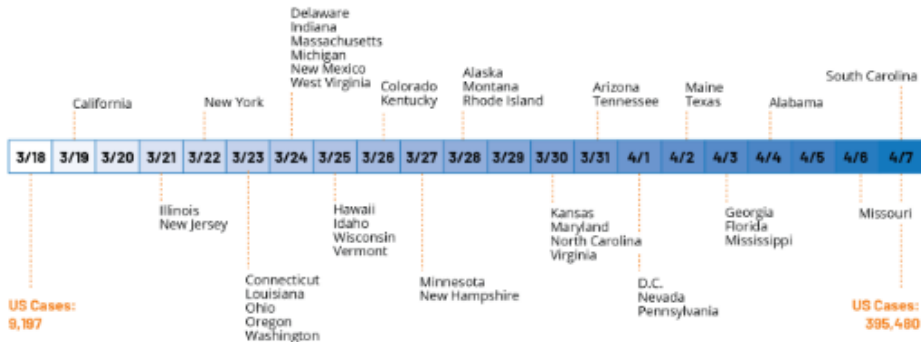 Delaware
Indiana
Massachusetts
Michigan
New Mexico
West Virginia
California
New York
Colorado
Kentucky
Alaska
Montana
Rhode Island
Arizona
Tennessee
Maine
Texas
Alabama
South Carolina
3/18 3/19 3/20 3/21 3/22 3/23 3/24 3/25 3/26 3/27 3/28 3/29 3/30 3/31 4/1 4/2 4/3 4/4 4/5 4/6 4/7
Illinois
New Jersey
Hawaii
Idaho
Wisconsin
Vermont
Kansas
Maryland
North Carolina
Virginia
Georgia
Florida
Mississippi
Missouri
Connecticut
Louisiana
Ohio
Oregon
Washington
Minnesota
New Hampshire
D.C.
Nevada
Pennsylvania
US Cases:
9,197
US Cases:
395,480